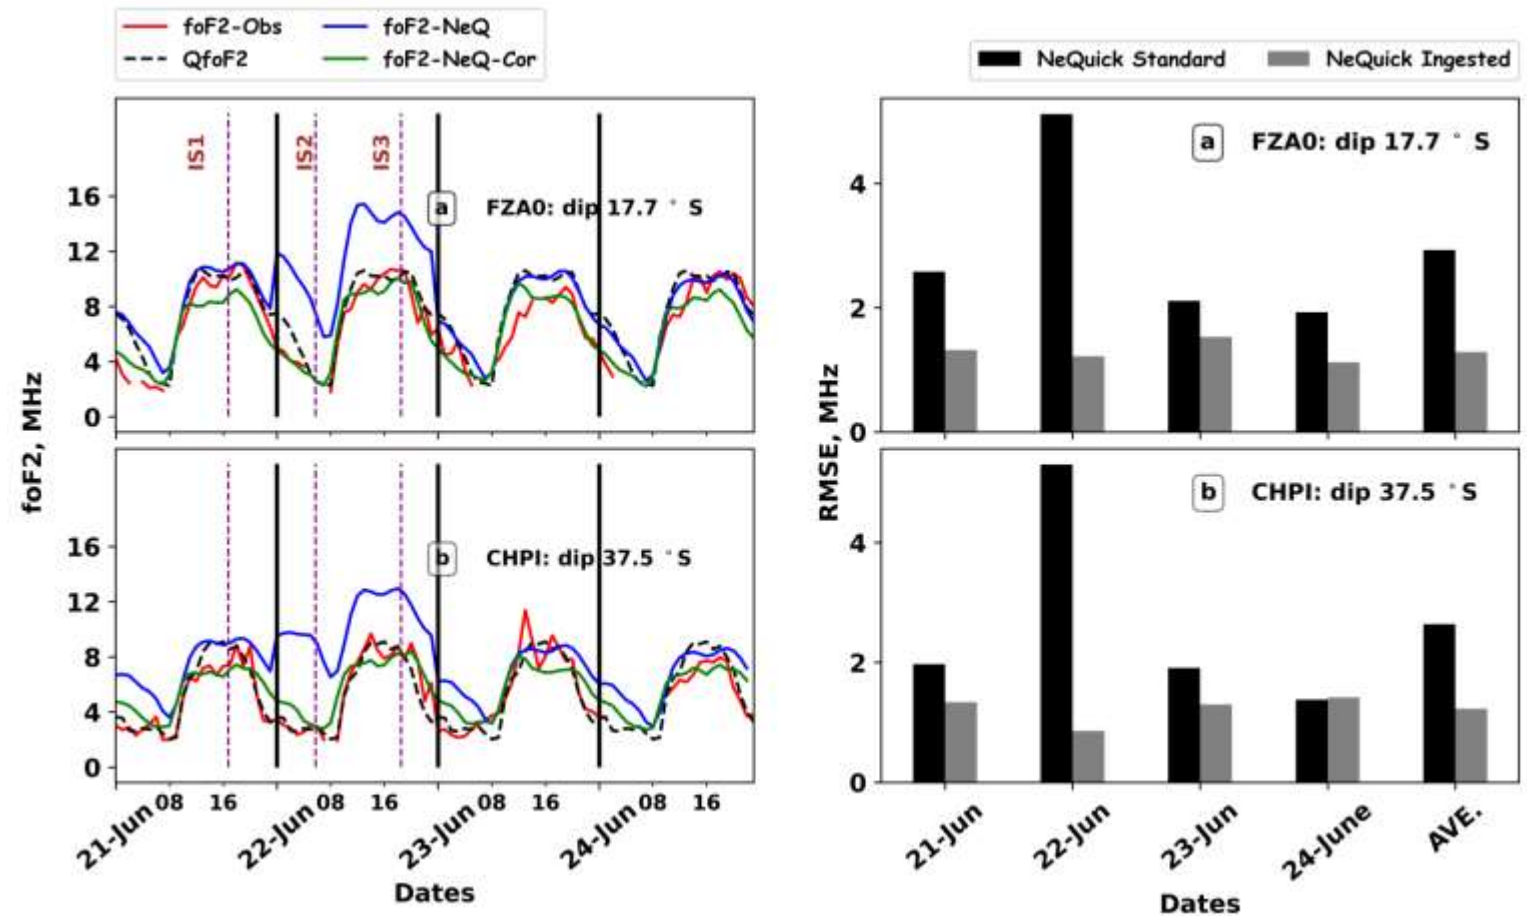 foF2-Obs
foF2-NeQ
QfoF2
foF2-NeQ-Cor
NeQuick Standard
NeQuick Ingested
foF2, MHz
16
12
8
4
0
IS1
IS2
IS3
a
FZA0: dip 17.7 ° S
16
12
8
4
0
b
CHPI: dip 37.5 °S
21-Jun
08
16
22-Jun
08
16
23-Jun
08
16
24-Jun
08
16
Dates
RMSE, MHz
4
2
0
a
FZA0: dip 17.7 ° S
4
2
0
b
CHPI: dip 37.5 °S
21-Jun
22-Jun
23-Jun
24-June
AVE.
Dates